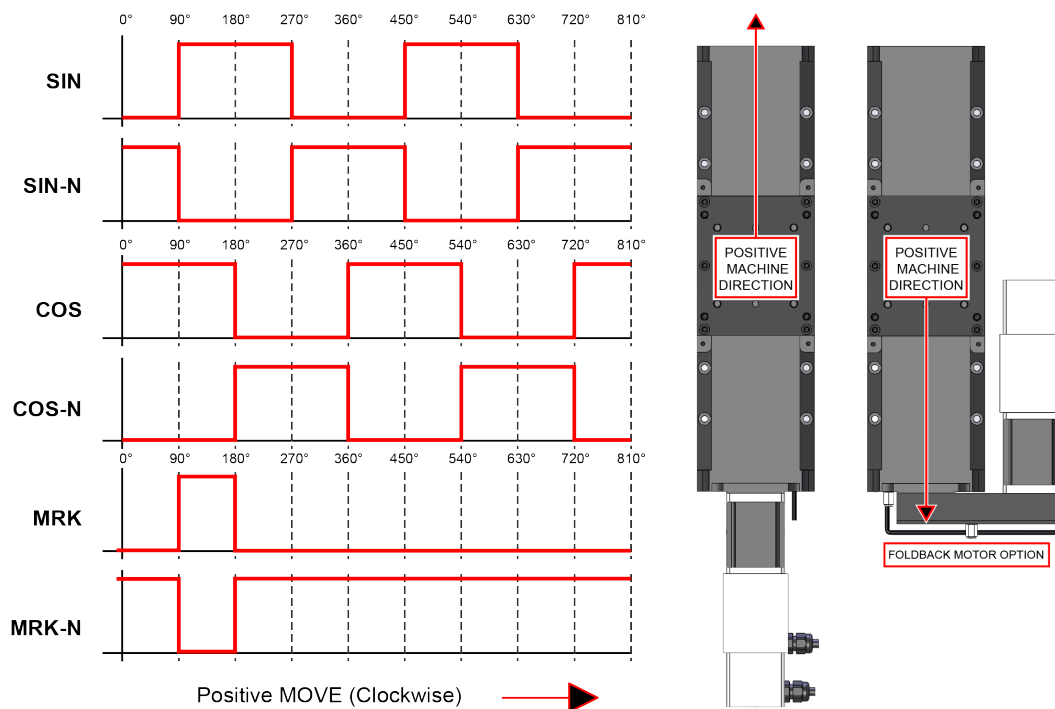 0° 90° 180° 270° 360° 450° 540° 630° 720° 810°
SIN
SIN-N
0° 90° 180° 270° 360° 450° 540° 630° 720° 810°
COS
COS-N
0° 90° 180° 270° 360° 450° 540° 630° 720° 810°
MRK
MRK-N
Positive MOVE (Clockwise)
POSITIVE
MACHINE
DIRECTION
POSITIVE
MACHINE
DIRECTION
FOLDBACK MOTOR OPTION